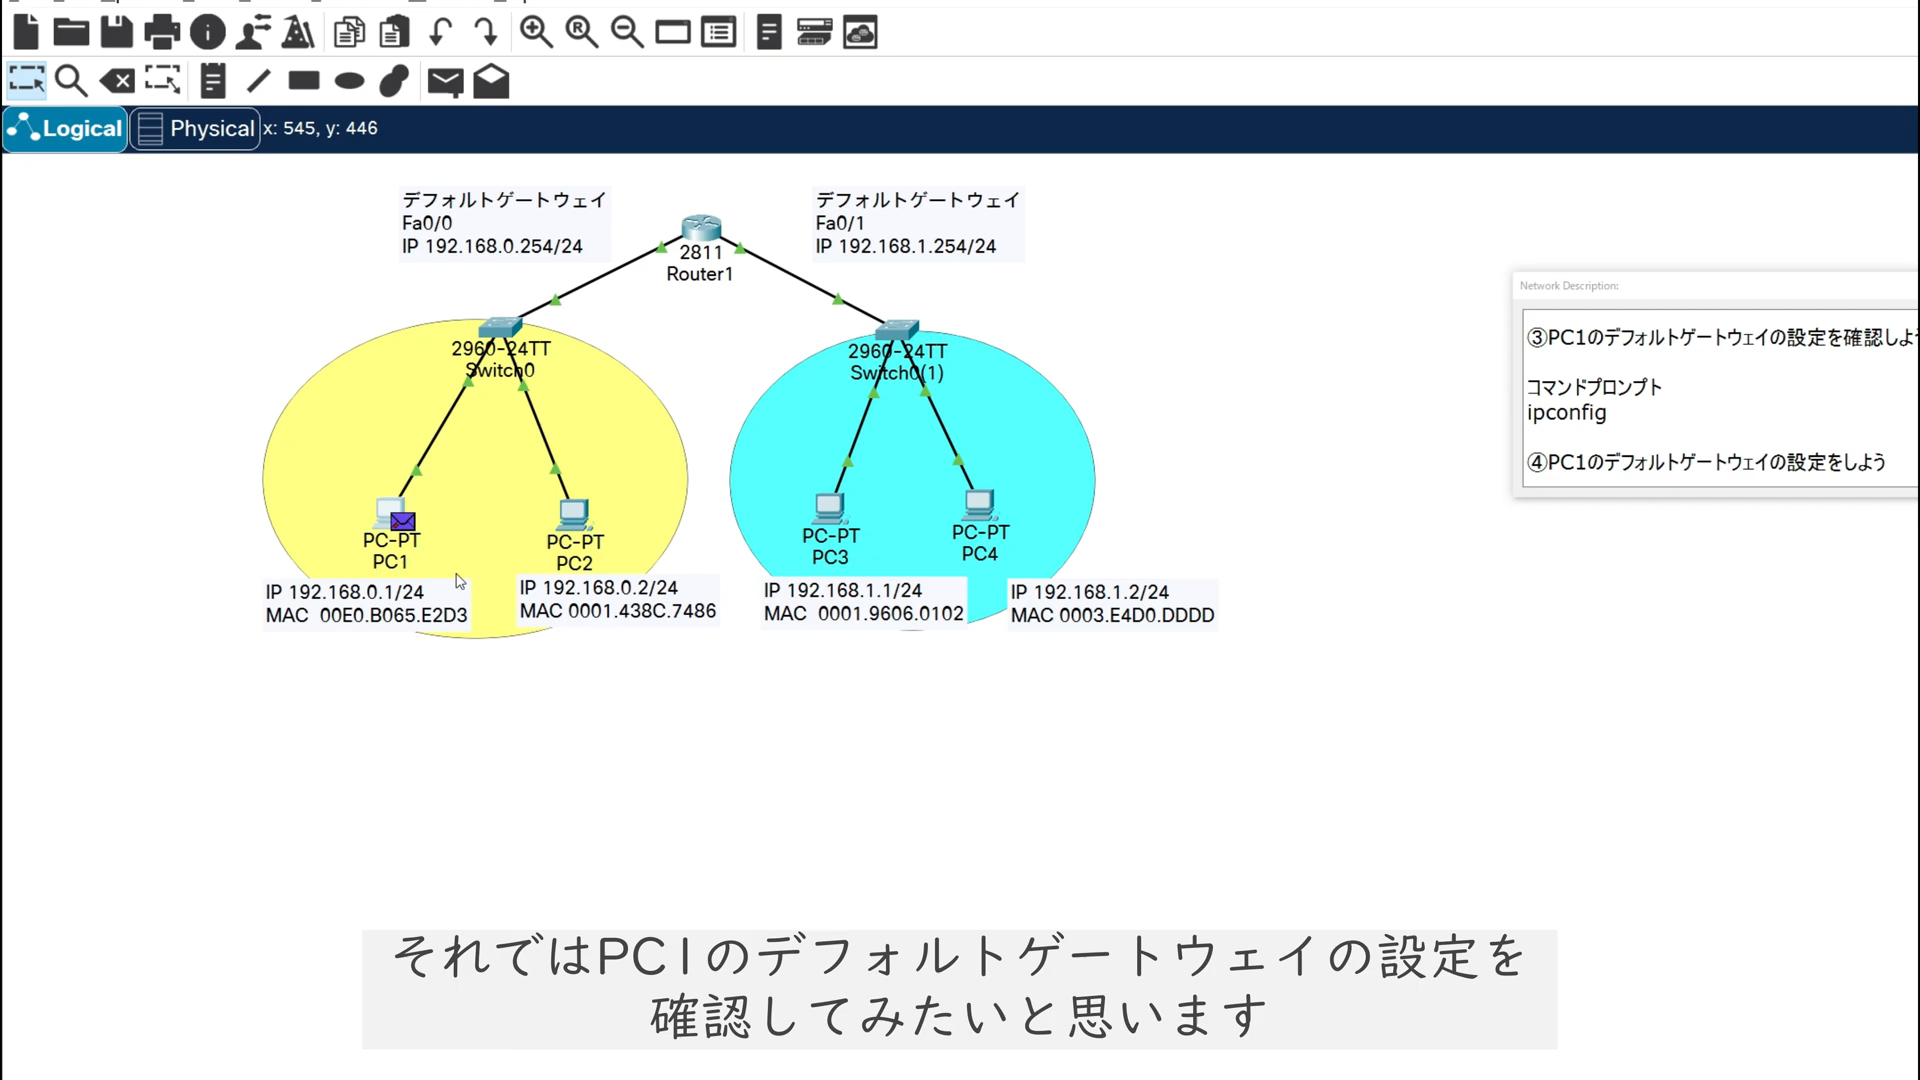 Logical
Physical
x: 545, y: 446
デフォルトゲートウェイ
Fa0/0
IP 192.168.0.254/24
デフォルトゲートウェイ
Fa0/1
IP 192.168.1.254/24
2811
Router1
2960-24TT
Switch0
2960-24TT
Switch0(1)
PC-PT
PC1
PC-PT
PC2
PC-PT
PC3
PC-PT
PC4
IP 192.168.0.1/24
MAC 00E0.B065.E2D3
IP 192.168.0.2/24
MAC 0001.438C.7486
IP 192.168.1.1/24
MAC 0001.9606.0102
IP 192.168.1.2/24
MAC 0003.E4D0.DDDD
Network Description:
③PC1のデフォルトゲートウェイの設定を確認しよ
コマンドプロンプト
ipconfig
④PC1のデフォルトゲートウェイの設定をしよう
それではPC1のデフォルトゲートウェイの設定を
確認してみたいと思います